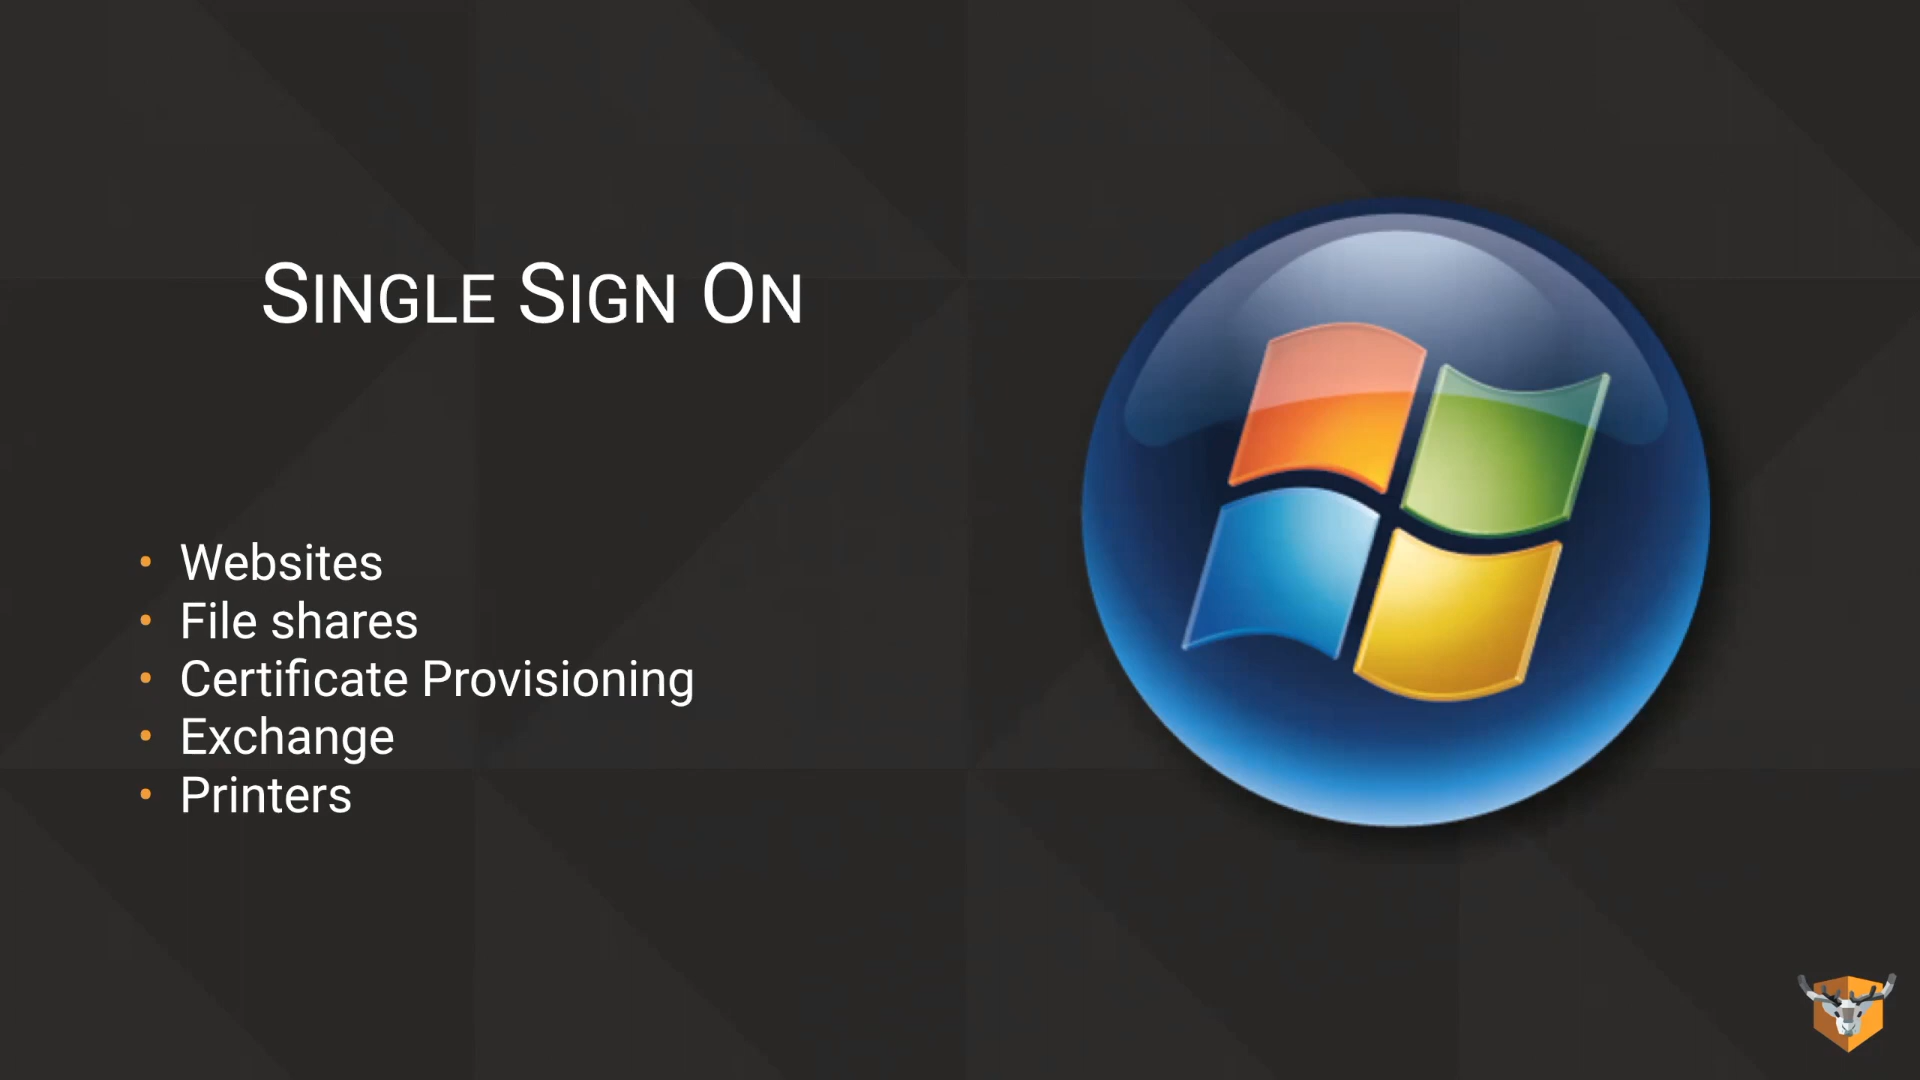 Single Sign On
• Websites
• File shares
• Certificate Provisioning
• Exchange
• Printers